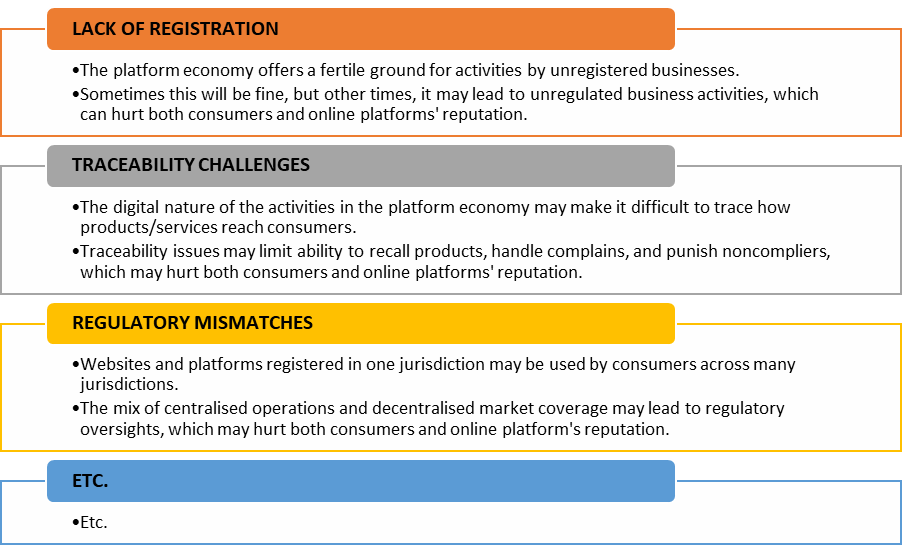 LACK OF REGISTRATION
•The platform economy offers a fertile ground for activities by unregistered businesses.
•Sometimes this will be fine, but other times, it may lead to unregulated business activities, which
can hurt both consumers and online platforms' reputation.
TRACEABILITY CHALLENGES
•The digital nature of the activities in the platform economy may make it difficult to trace how
products/services reach consumers.
•Traceability issues may limit ability to recall products, handle complains, and punish noncompliers,
which may hurt both consumers and online platforms' reputation.
REGULATORY MISMATCHES
•Websites and platforms registered in one jurisdiction may be used by consumers across many
jurisdictions.
•The mix of centralised operations and decentralised market coverage may lead to regulatory
oversights, which may hurt both consumers and online platform's reputation.
ETC.
•Etc.